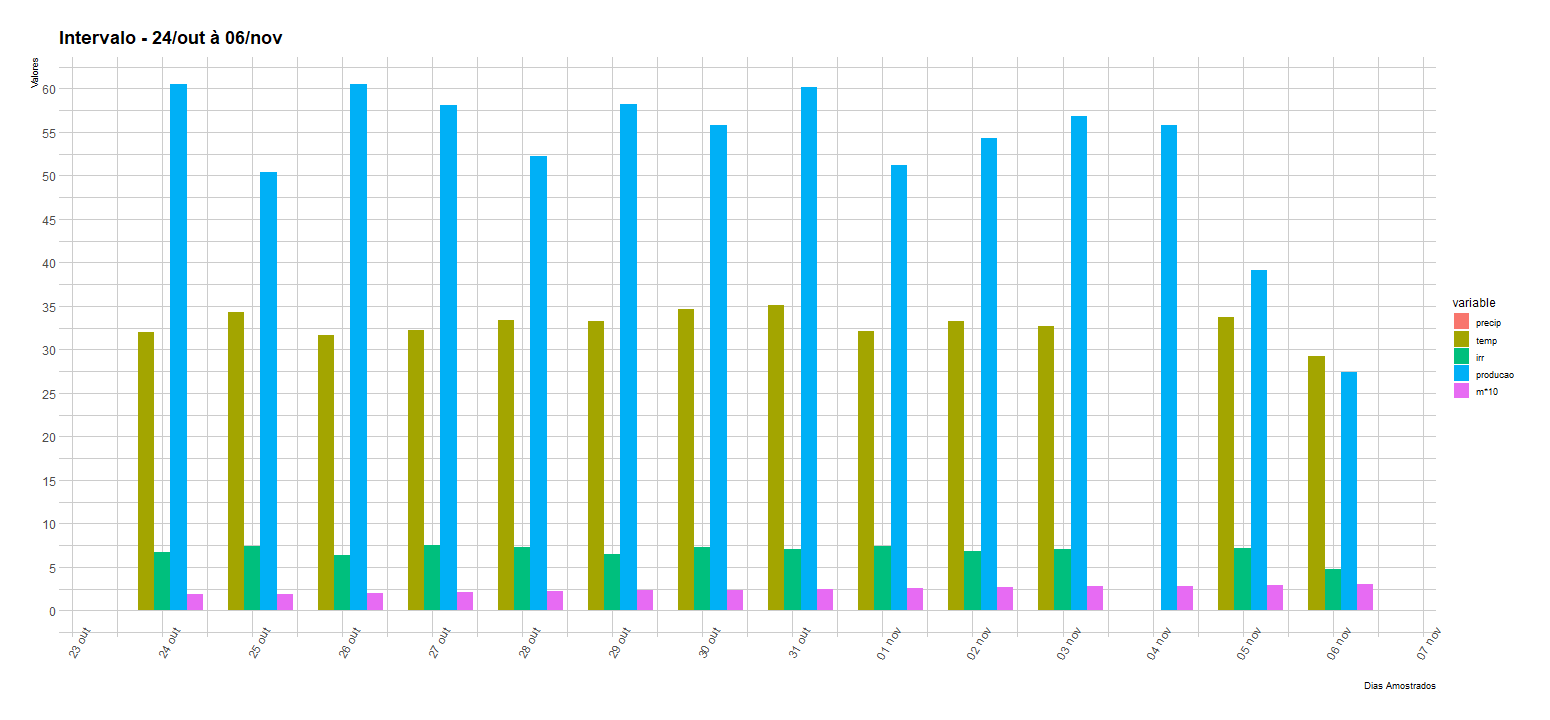 Intervalo - 24/out à 06/nov
Valores
60
55
50
45
40
35
30
25
20
15
10
5
0
23 out
24 out
25 out
26 out
27 out
28 out
29 out
30 out
31 out
01 nov
02 nov
03 nov
04 nov
05 nov
06 nov
07 nov
Dias Amostrados
variable
precip
temp
irr
producao
m*10